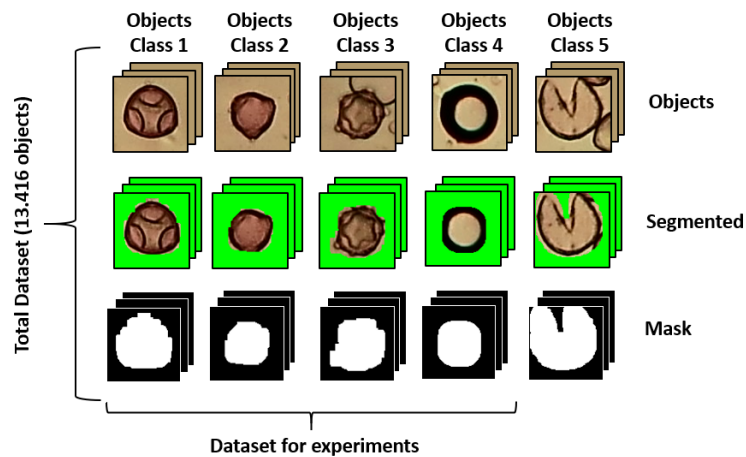 Objects
Class 1
Objects
Class 2
Objects
Class 3
Objects
Class 4
Objects
Class 5
Total Dataset (13.416 objects)
Objects
Segmented
Mask
Dataset for experiments